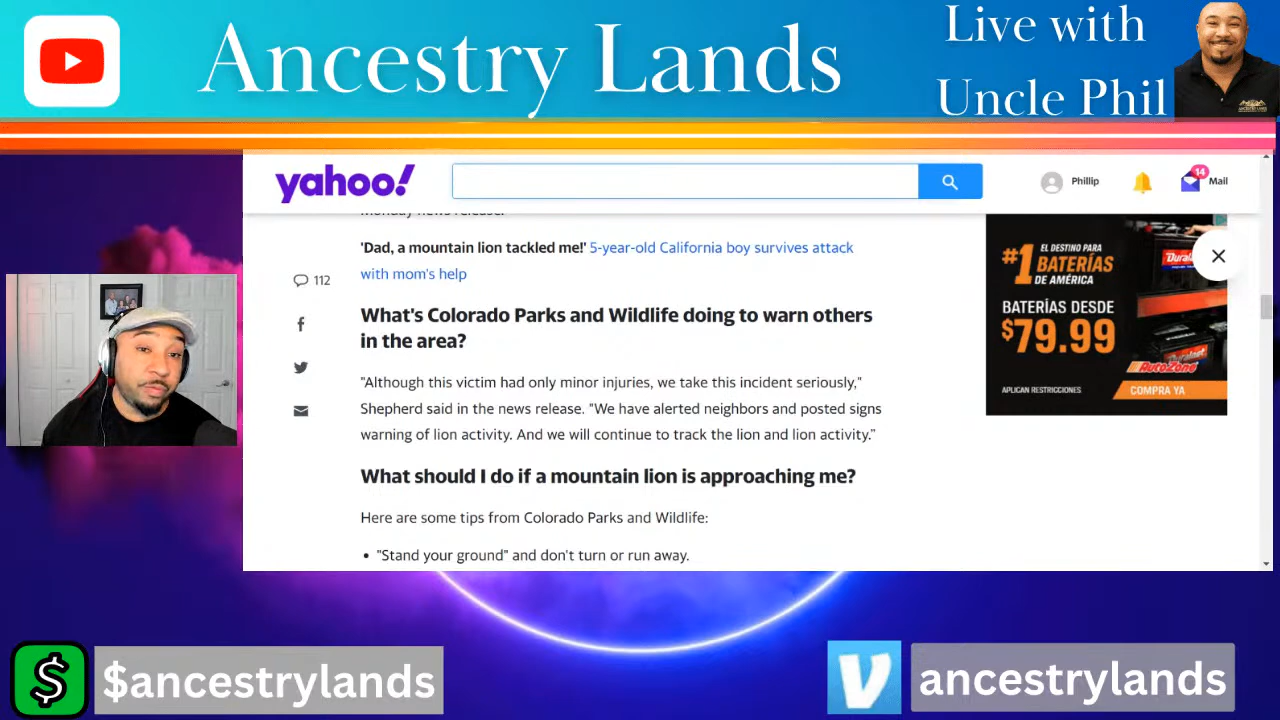 Ancestry Lands
Live with
Uncle Phil
yahoo!
Phillip
14
Mail
Monday news release.
'Dad, a mountain lion tackled me!' 5-year-old California boy survives attack
with mom's help
112
What's Colorado Parks and Wildlife doing to warn others
in the area?
"Although this victim had only minor injuries, we take this incident seriously,"
Shepherd said in the news release. "We have alerted neighbors and posted signs
warning of lion activity. And we will continue to track the lion and lion activity."
What should I do if a mountain lion is approaching me?
Here are some tips from Colorado Parks and Wildlife:
• "Stand your ground" and don't turn or run away.
#1 EL DESTINO PARA
BATERÍAS
DE AMÉRICA
BATERÍAS DESDE
$79.99
Duralast
AutoZone
APLICAN RESTRICCIONES
COMPRA YA
$ancestrylands
ancestrylands